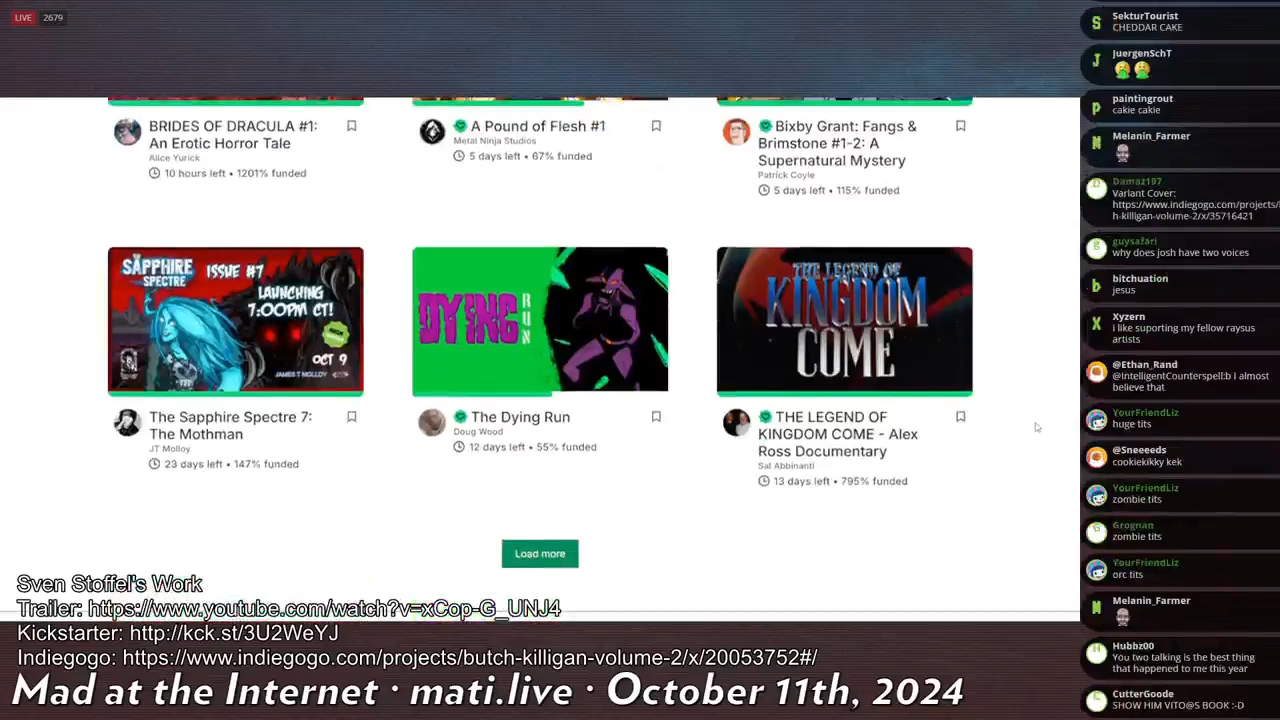 LIVE 2679
BRIDES OF DRACULA #1:
An Erotic Horror Tale
Alice Yurick
10 hours left • 1201% funded
A Pound of Flesh #1
Metal Ninja Studios
5 days left • 67% funded
Bixby Grant: Fangs &
Brimstone #1-2: A
Supernatural Mystery
Patrick Coyle
5 days left • 115% funded
SAPPHIRE
SPECTRE
ISSUE #7
LAUNCHING
7:00PM CT!
OCT 9
JAMES T MOLLOY
DYING
RUN
THE LEGEND OF
KINGDOM
COME
The Sapphire Spectre 7:
The Mothman
JT Molloy
23 days left • 147% funded
The Dying Run
Doug Wood
12 days left • 55% funded
THE LEGEND OF
KINGDOM COME - Alex
Ross Documentary
Sal Abbinanti
13 days left • 795% funded
Load more
Sven Stoffel's Work
Trailer: https://www.youtube.com/watch?v=xCop-G_UNJ4
Kickstarter: http://kck.st/3U2WeYJ
Indiegogo: https://www.indiegogo.com/projects/butch-killigan-volume-2/x/20053752#/
Mad at the Internet · mati.live · October 11th, 2024
SekturTourist
CHEDDAR CAKE
JuergenSchT
paintingrout
cakie cakie
Melanin_Farmer
Damaz197
Variant Cover:
https://www.indiegogo.com/projects/
h-killigan-volume-2/x/35716421
guysafari
why does josh have two voices
bitchuation
jesus
Xyzern
i like suporting my fellow raysus
artists
@Ethan_Rand
@IntelligentCounterspell:b I almost
believe that
YourFriendLiz
huge tits
@Sneeeds
cookiekikky kek
YourFriendLiz
zombie tits
Grognan
zombie tits
YourFriendLiz
orc tits
Melanin_Farmer
Hubbz00
You two talking is the best thing
that happened to me this year
CutterGoode
SHOW HIM VITO@S BOOK :-D